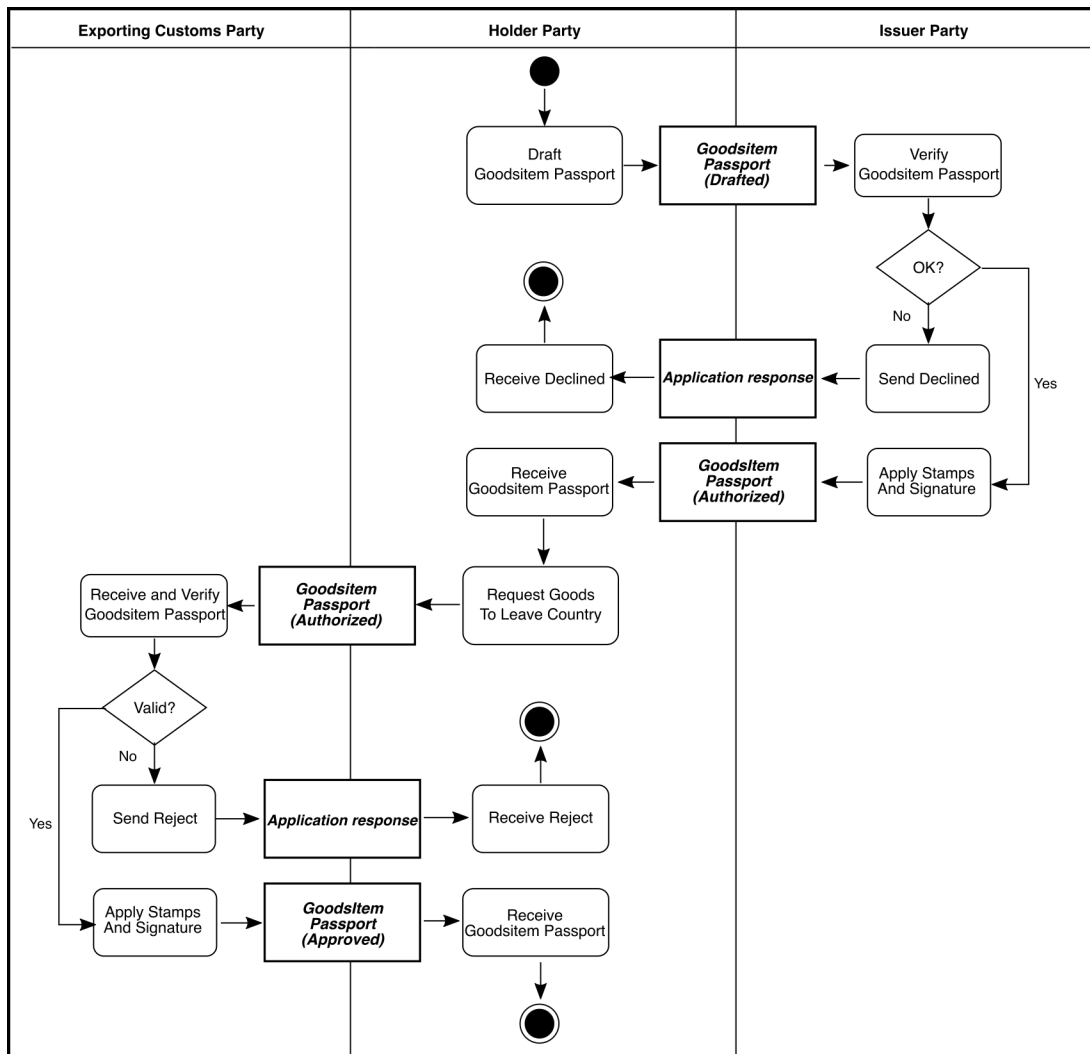 Exporting Customs Party
Holder Party
Issuer Party
Draft
Goodsitem Passport
Goodsitem
Passport
(Drafted)
Verify
Goodsitem Passport
OK?
No
Yes
Receive Declined
Application response
Send Declined
Receive
Goodsitem Passport
GoodsItem
Passport
(Authorized)
Apply Stamps
And Signature
Receive and Verify
Goodsitem Passport
Goodsitem
Passport
(Authorized)
Request Goods
To Leave Country
Valid?
No
Yes
Send Reject
Application response
Receive Reject
Apply Stamps
And Signature
GoodsItem
Passport
(Approved)
Receive
Goodsitem Passport